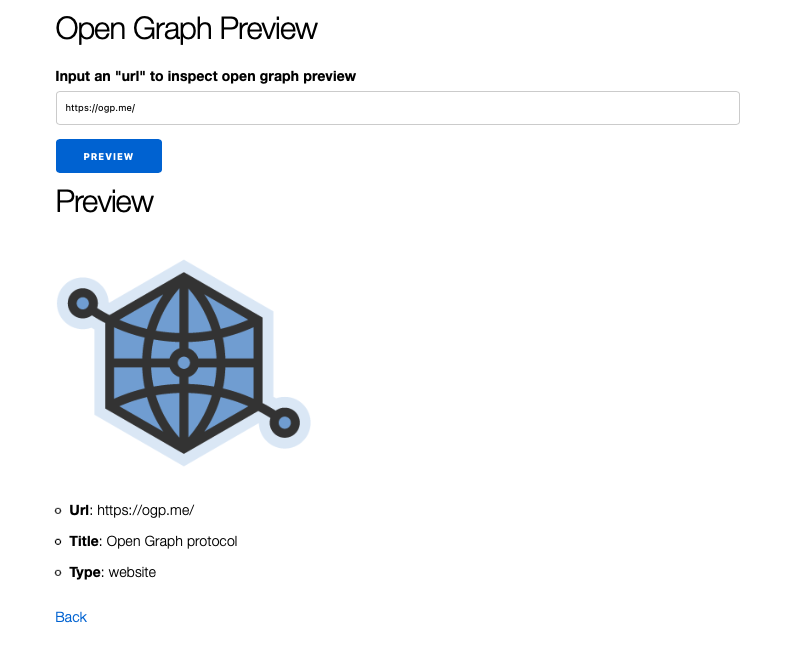 Open Graph Preview
Input an "url" to inspect open graph preview
https://ogp.me/
PREVIEW
Preview
Url: https://ogp.me/
Title: Open Graph protocol
Type: website
Back